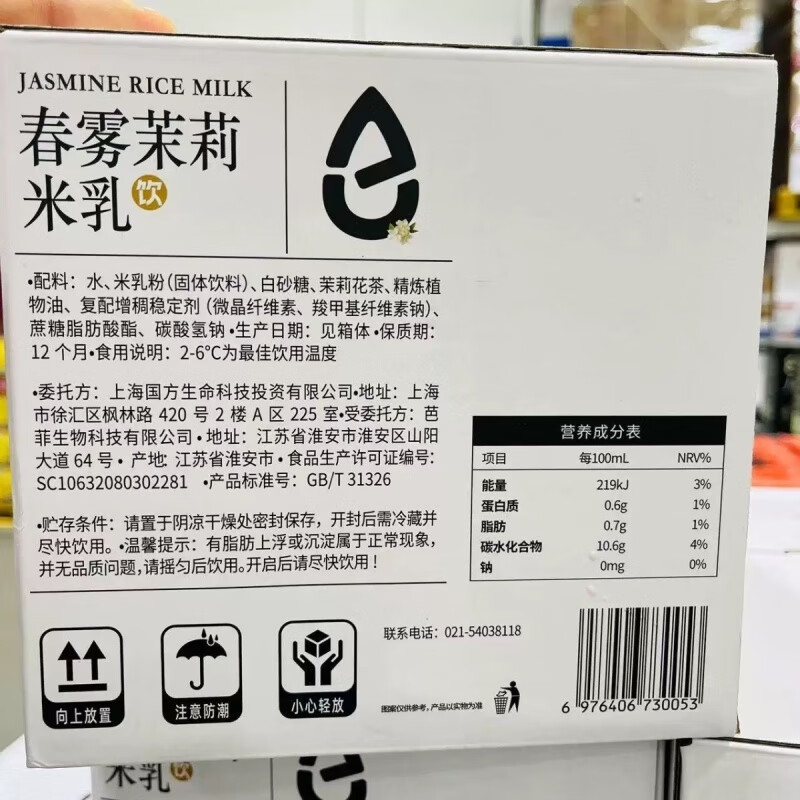 JASMINE RICE MILK
春雾茉莉
米乳饮
•配料：水、米乳粉（固体饮料）、白砂糖、茉莉花茶、精炼植
物油、复配增稠稳定剂（微晶纤维素、羧甲基纤维素钠）、
蔗糖脂肪酸酯、碳酸氢钠•生产日期：见箱体•保质期：
12个月•食用说明：2-6℃为最佳饮用温度
•委托方：上海国方生命科技投资有限公司•地址：上海
市徐汇区枫林路 420 号 2 楼 A 区 225 室•受委托方：芭
菲生物科技有限公司•地址：江苏省淮安市淮安区山阳
大道 64 号•产地：江苏省淮安市•食品生产许可证编号：
SC10632080302281 •产品标准号：GB/T 31326
•贮存条件：请置于阴凉干燥处密封保存，开封后需冷藏并
尽快饮用。•温馨提示：有脂肪上浮或沉淀属于正常现象，
并无品质问题，请摇匀后饮用。开启后请尽快饮用！
营养成分表
项目 每100mL NRV%
能量 219kJ 3%
蛋白质 0.6g 1%
脂肪 0.7g 1%
碳水化合物 10.6g 4%
钠 0mg 0%
向上放置
注意防潮
小心轻放
联系电话：021-54038118
图案仅供参考，产品以实物为准
6 976406 730053
米乳饮